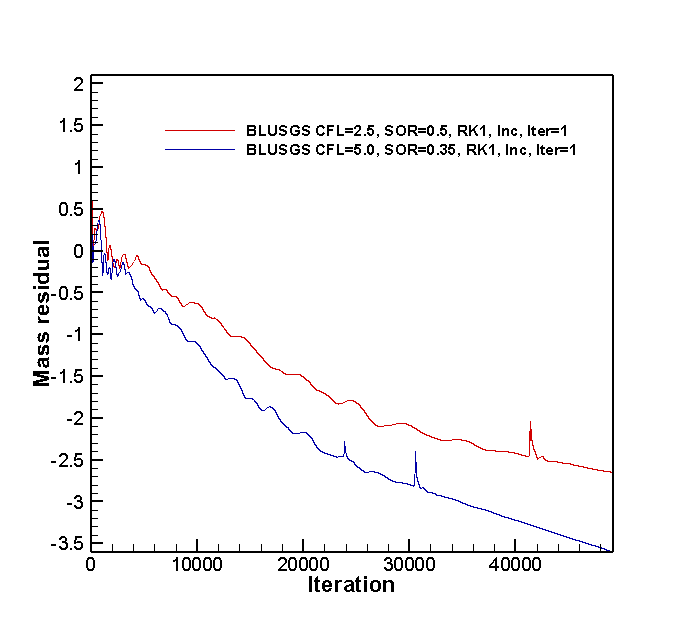 2
1.5
1
0.5
0
-0.5
-1
-1.5
-2
-2.5
-3
-3.5
Mass residual
BLUSGS CFL=2.5, SOR=0.5, RK1, Inc, Iter=1
BLUSGS CFL=5.0, SOR=0.35, RK1, Inc, Iter=1
0 10000 20000 30000 40000
Iteration